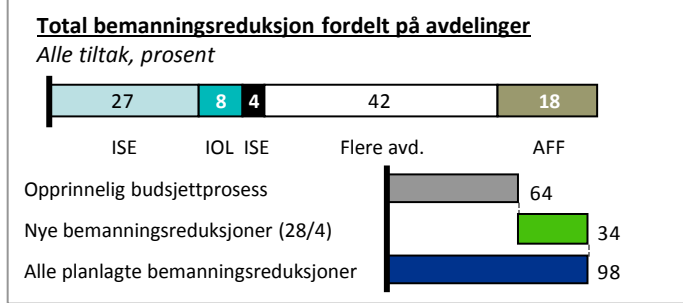 Total bemanningsreduksjon fordelt på avdelinger
Alle tiltak, prosent
27 8 4 42 18
ISE IOL ISE Flere avd. AFF
Opprinnelig budsjettprosess 64
Nye bemanningsreduksjoner (28/4) 34
Alle planlagte bemanningsreduksjoner 98